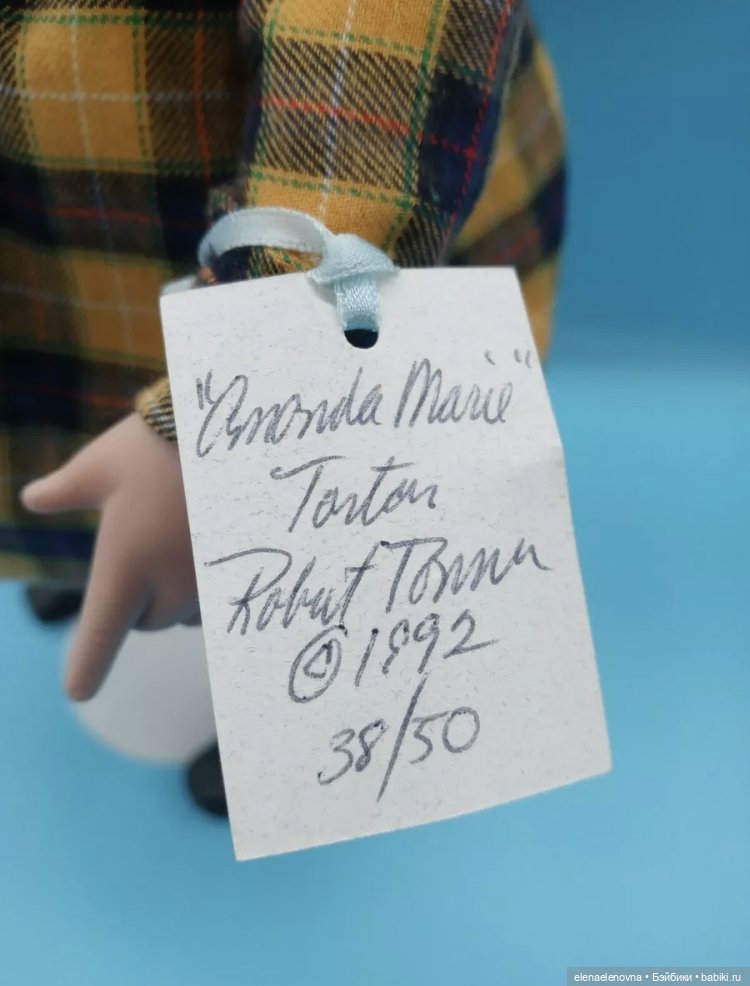 "Amanda Marie"
Tartan
Robert Tonner
© 1992
38/50
elenaelenovna • Бэйбики • babiki.ru